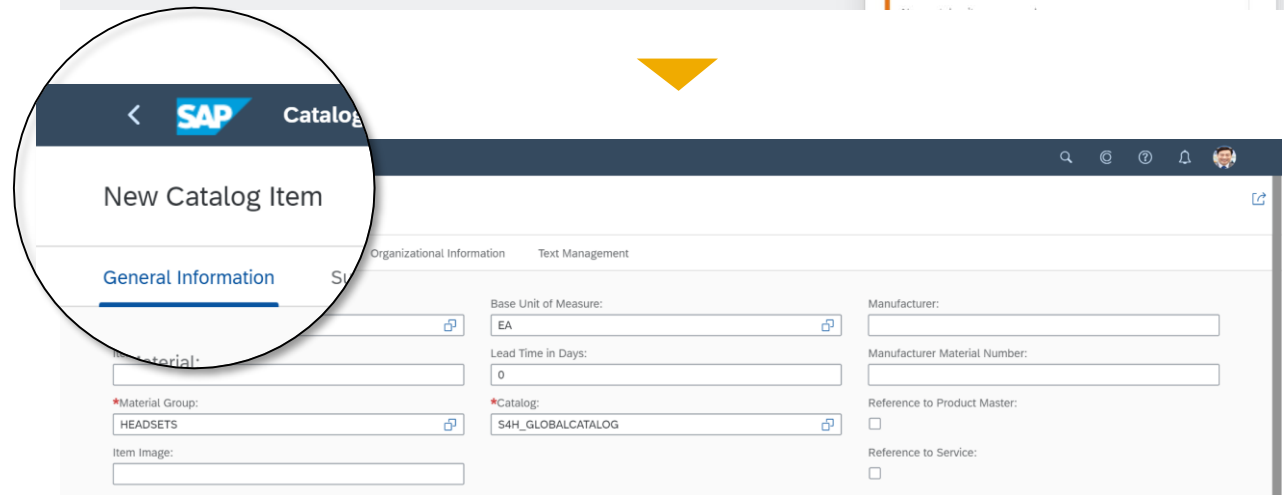 SAP Catalog
New Catalog Item
General Information
Organizational Information Text Management
Base Unit of Measure: Manufacturer:
EA
Material:
Lead Time in Days: Manufacturer Material Number:
0
*Material Group: *Catalog: Reference to Product Master:
HEADSETS S4H_GLOBALCATALOG
Item Image: Reference to Service: